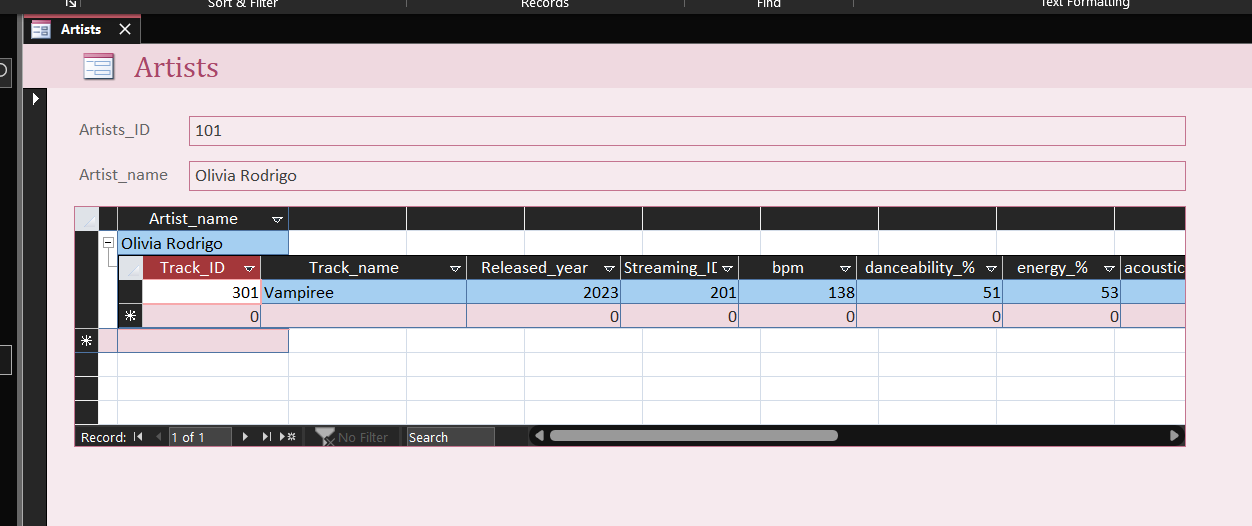 Sort & Filter Records Find Text Formatting
Artists
Artists
Artists_ID 101
Artist_name Olivia Rodrigo
Artist_name
Olivia Rodrigo
Track_ID Track_name Released_year Streaming_ID bpm danceability_% energy_% acoustic
301 Vampiree 2023 201 138 51 53
0 0 0 0 0 0
Record: 1 of 1 No Filter Search